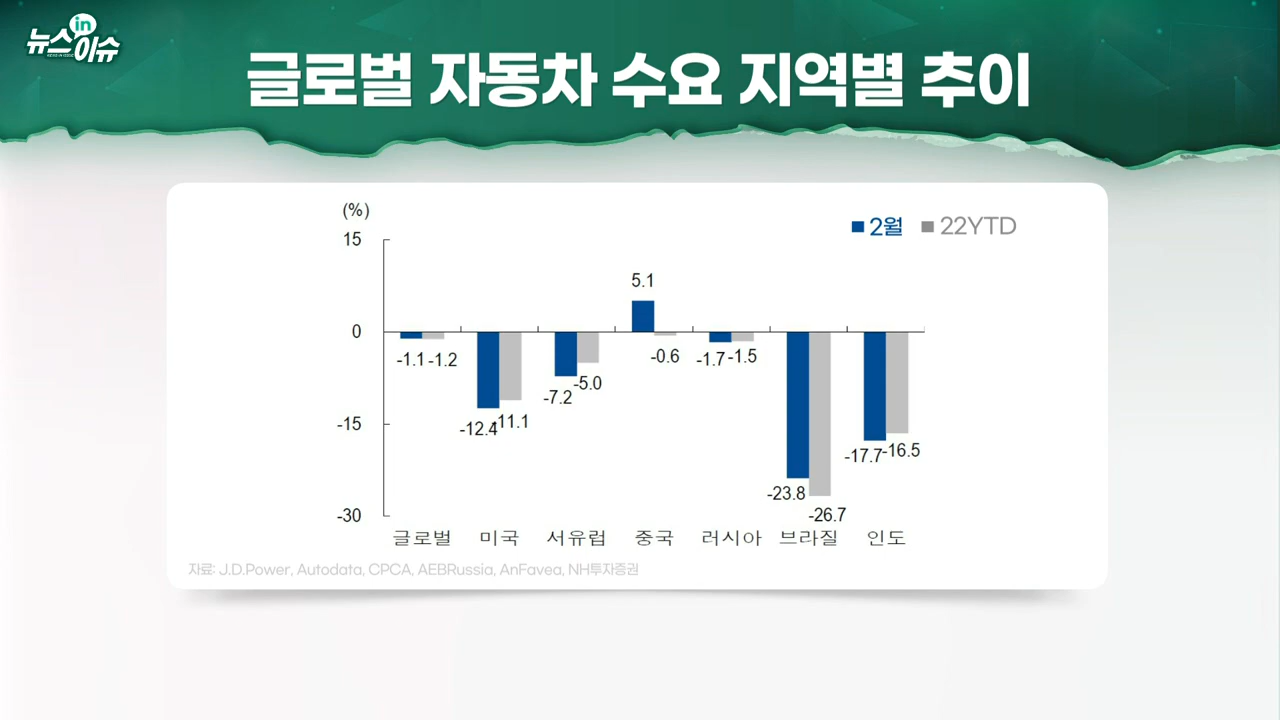 뉴스in이슈
글로벌 자동차 수요 지역별 추이
(%)
2월 22YTD
15
0
-15
-30
5.1
-1.1 -1.2
-12.4 -11.1
-7.2 -5.0
-0.6
-1.7 -1.5
-23.8 -26.7
-17.7 -16.5
글로벌 미국 서유럽 중국 러시아 브라질 인도
자료: J.D.Power, Autodata, CPCA, AEBRussia, AnFavea, NH투자증권